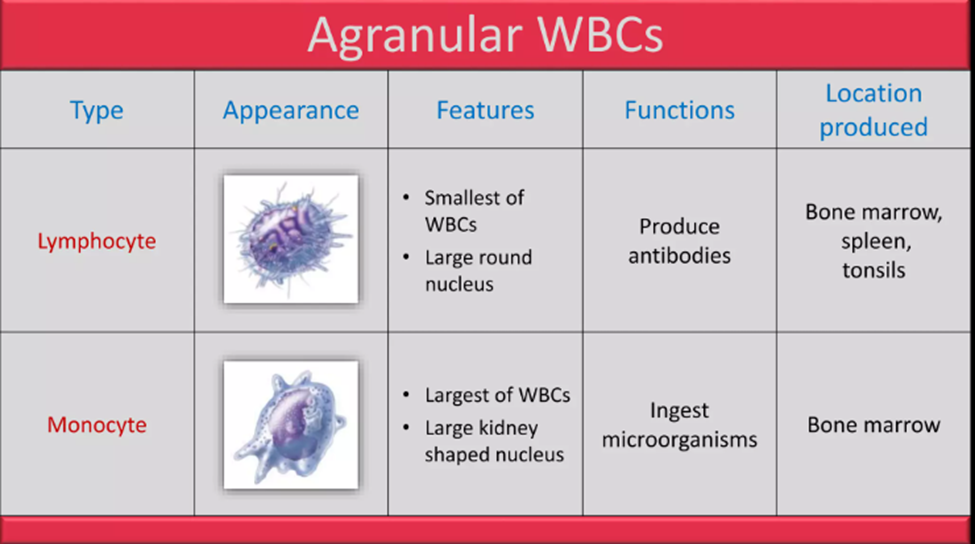 Agranular WBCs
Type
Appearance
Features
Functions
Location
produced
Lymphocyte
• Smallest of
WBCs
• Large round
nucleus
Produce
antibodies
Bone marrow,
spleen,
tonsils
Monocyte
• Largest of WBCs
• Large kidney
shaped nucleus
Ingest
microorganisms
Bone marrow